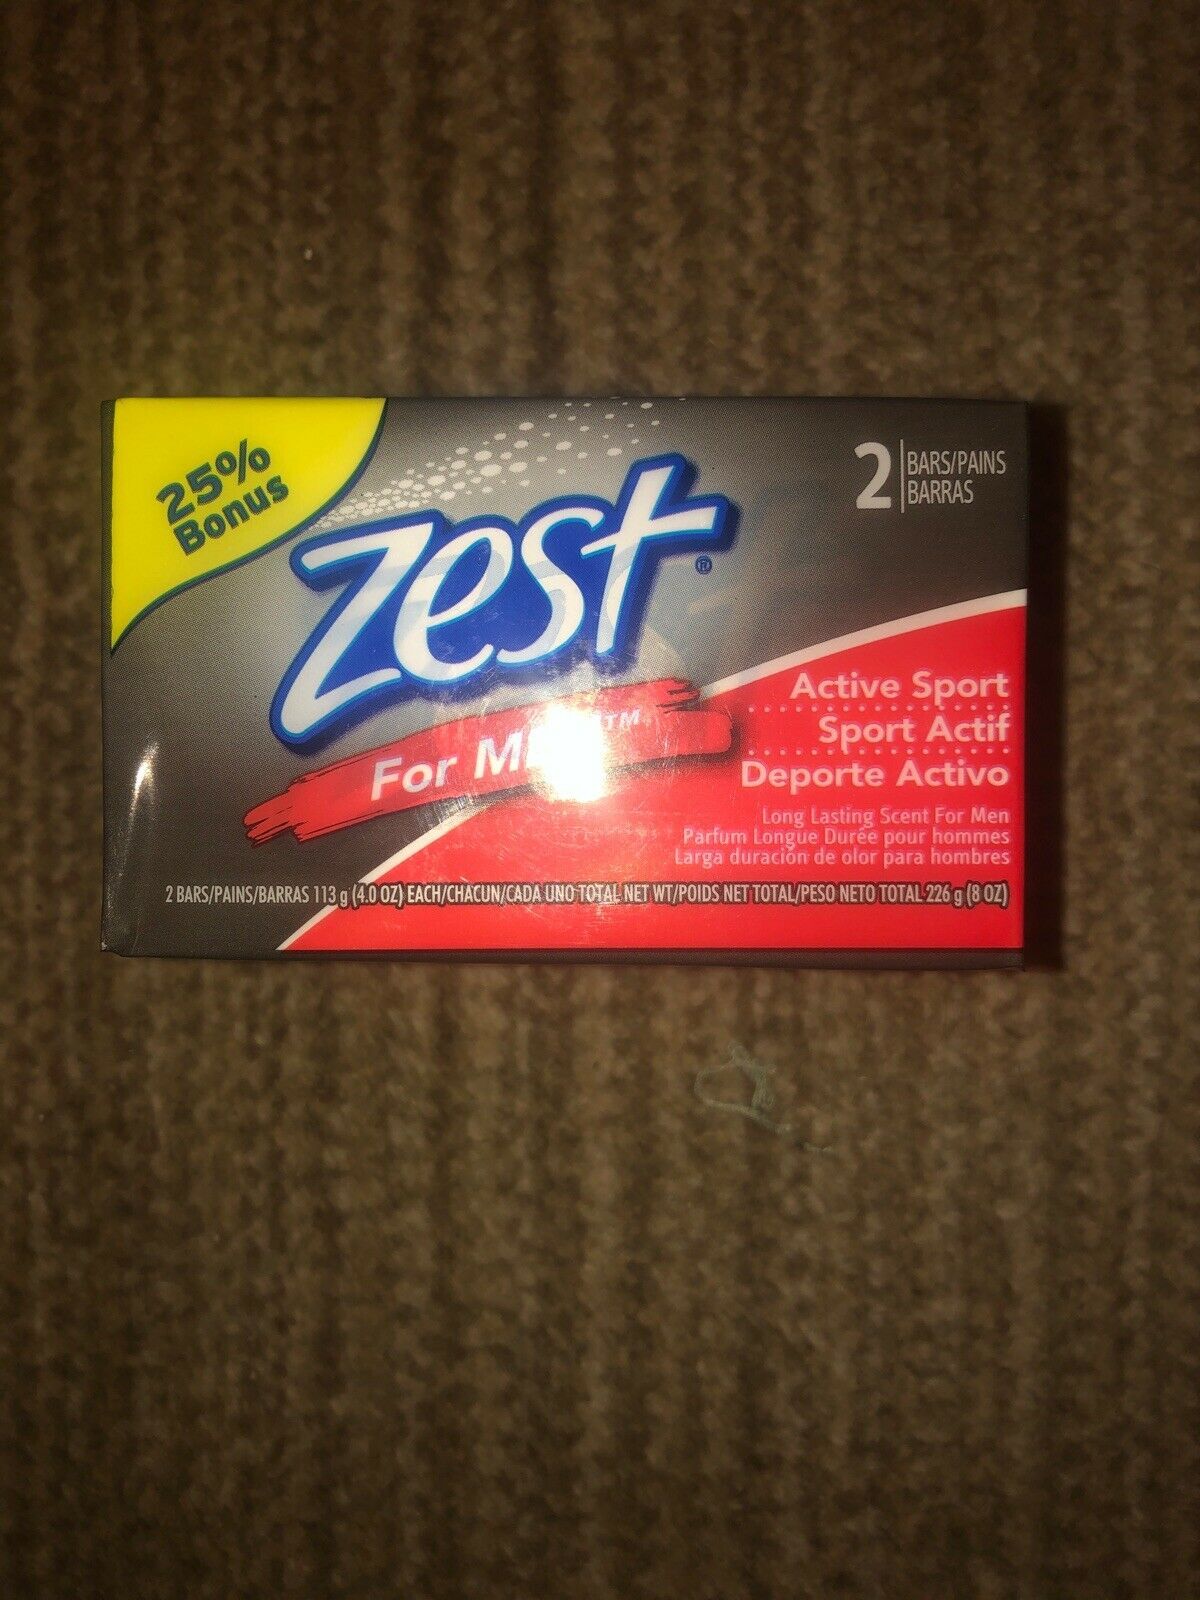 25%
Bonus
Zest®
For
™
2 BARS/PAINS
BARRAS
Active Sport
Sport Actif
Deporte Activo
Long Lasting Scent For Men
Parfum Longue Durée pour hommes
Larga duración de olor para hombres
2 BARS/PAINS/BARRAS 113 g (4.0 OZ) EACH/CHACUN/CADA UNO TOTAL NET WT/POIDS NET TOTAL/PESO NETO TOTAL 226 g (8 OZ)